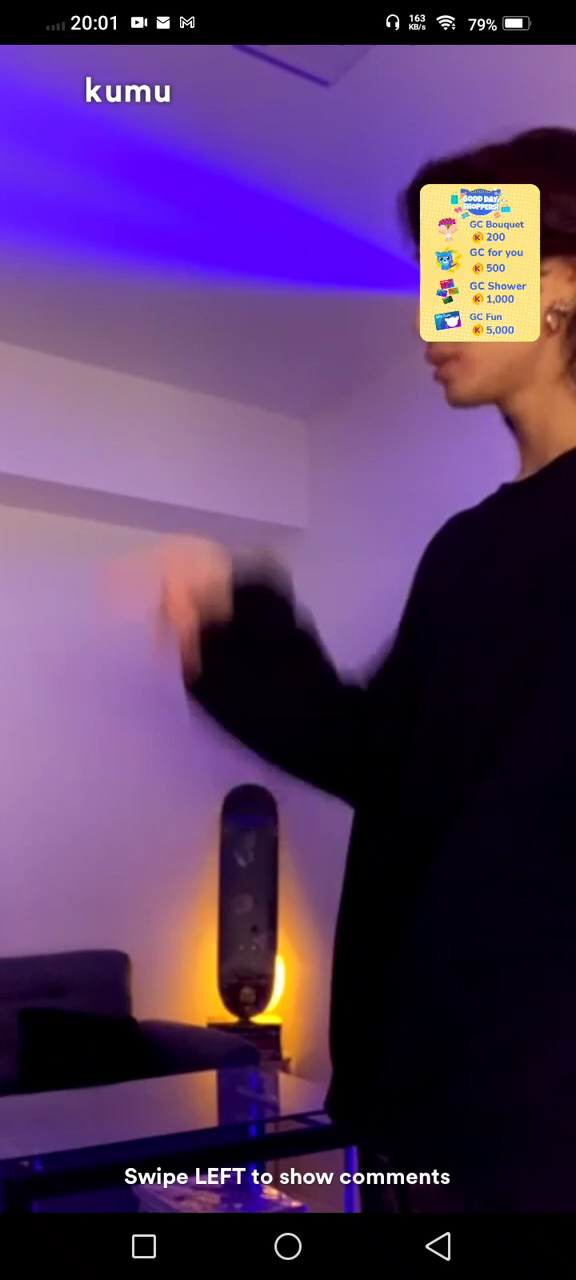 20:01
163
KB/s
79%
kumu
GOOD DAY
SHOPPERS!
GC Bouquet
K 200
GC for you
K 500
GC Shower
K 1,000
GC Fun
K 5,000
Swipe LEFT to show comments